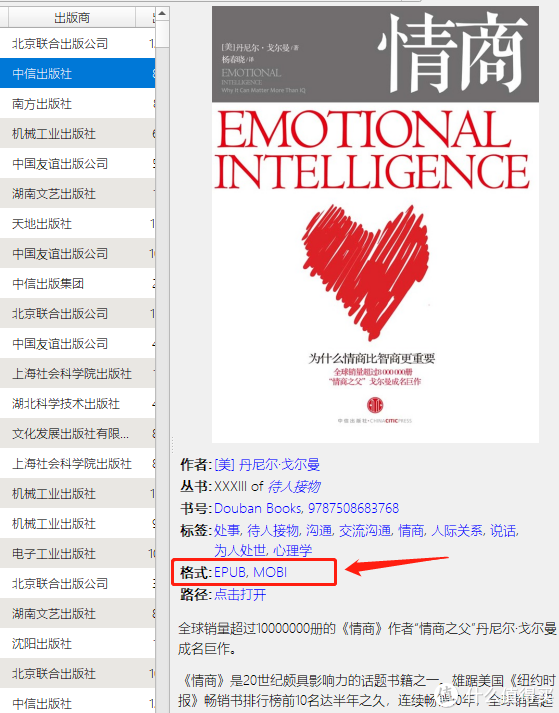 出版商
北京联合出版公司
中信出版社
南方出版社
机械工业出版社
中国友谊出版公司
湖南文艺出版社
天地出版社
中国友谊出版公司
中信出版集团
北京联合出版公司
中国友谊出版公司
上海社会科学院出版社
湖北科学技术出版社
文化发展出版社有限...
上海社会科学院出版社
机械工业出版社
机械工业出版社
电子工业出版社
北京联合出版公司
湖南文艺出版社
沈阳出版社
北京联合出版公司
中信出版社
[美]丹尼尔·戈尔曼/著
杨春晓/译
EMOTIONAL
INTELLIGENCE
Why It Can Matter More Than IQ
情商
EMOTIONAL
INTELLIGENCE
为什么情商比智商更重要
全球销量超过8000000册
“情商之父”戈尔曼成名巨作
中信出版社·CHINACITICPRESS
作者: [美] 丹尼尔·戈尔曼
丛书: XXXIII of 待人接物
书号: Douban Books, 9787508683768
标签: 处事, 待人接物, 沟通, 交流沟通, 情商, 人际关系, 说话,
为人处世, 心理学
格式: EPUB, MOBI
路径: 点击打开
全球销量超过10000000册的《情商》作者“情商之父”丹尼尔·戈尔曼
成名巨作。
《情商》是20世纪颇具影响力的话题书籍之一。雄踞美国《纽约时
报》畅销书排行榜前10名达半年之久，连续畅销20年，全球销售超
值 什么值得买